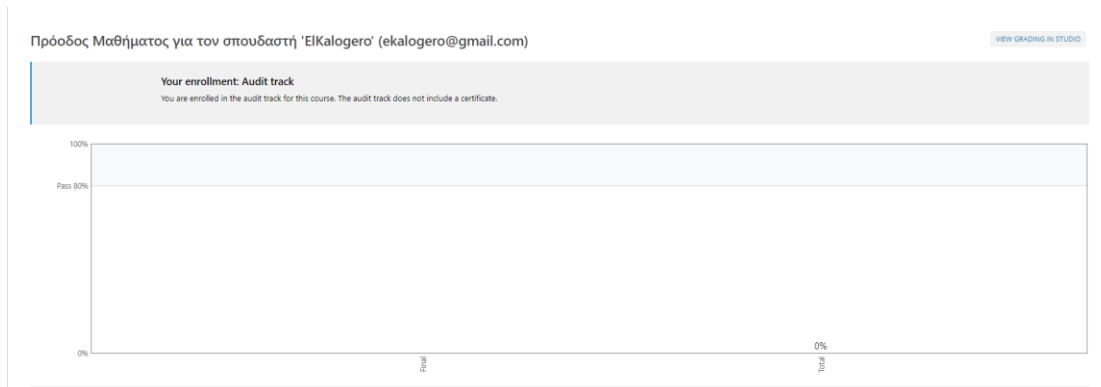 Πρόοδος Μαθήματος για τον σπουδαστή 'ElKalogero' (ekalogero@gmail.com)
VIEW GRADING IN STUDIO
Your enrollment: Audit track
You are enrolled in the audit track for this course. The audit track does not include a certificate.
100%
Pass 80%
0%
0%
Final
Total